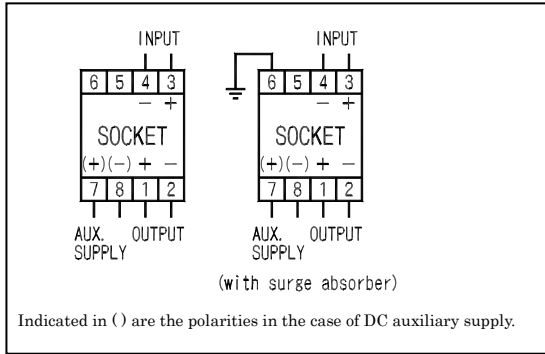 INPUT INPUT
6 5 4 3 6 5 4 3
− + − +
SOCKET SOCKET
(+)(−) + − (+)(−) + −
7 8 1 2 7 8 1 2
AUX. OUTPUT AUX. OUTPUT
SUPPLY SUPPLY
(with surge absorber)
Indicated in ( ) are the polarities in the case of DC auxiliary supply.